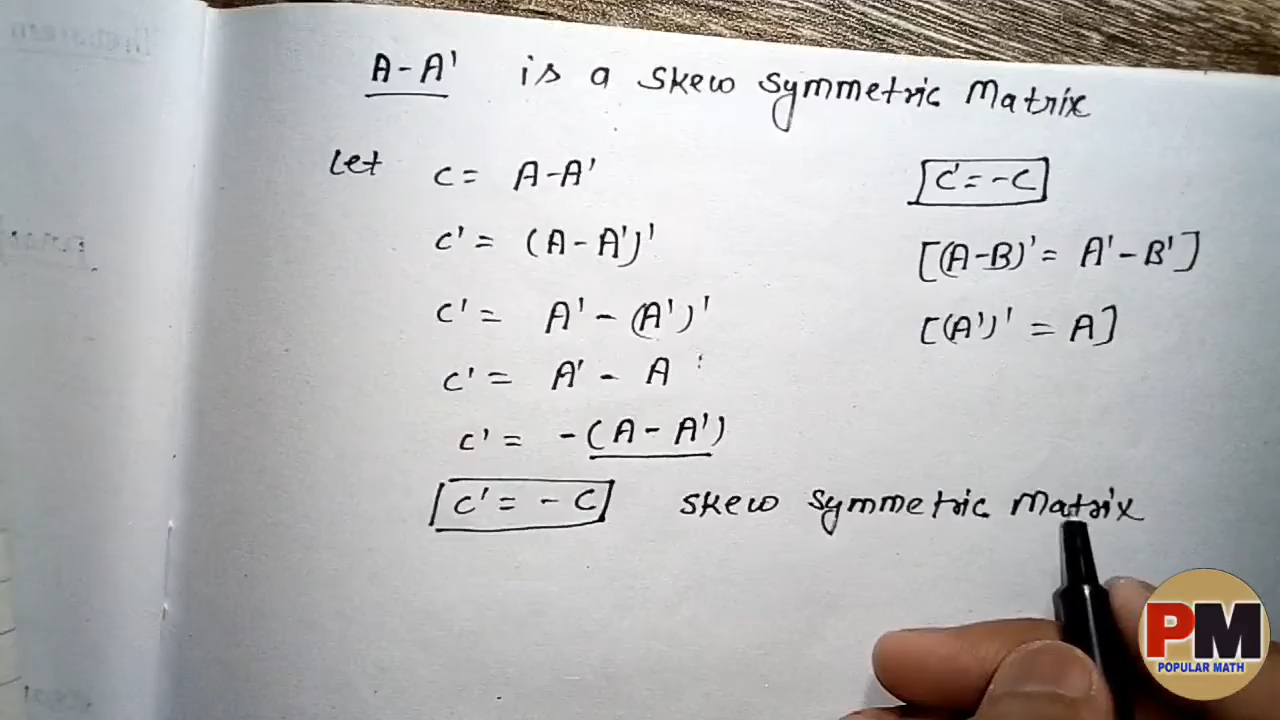 A-A' is a skew symmetric Matrix
Let C = A-A'
C' = -C
C' = (A-A')'
[(A-B)' = A'-B']
C' = A' - (A')'
[(A')' = A]
C' = A' - A
C' = -(A-A')
C' = -C skew symmetric Matrix
PM
POPULAR MATH